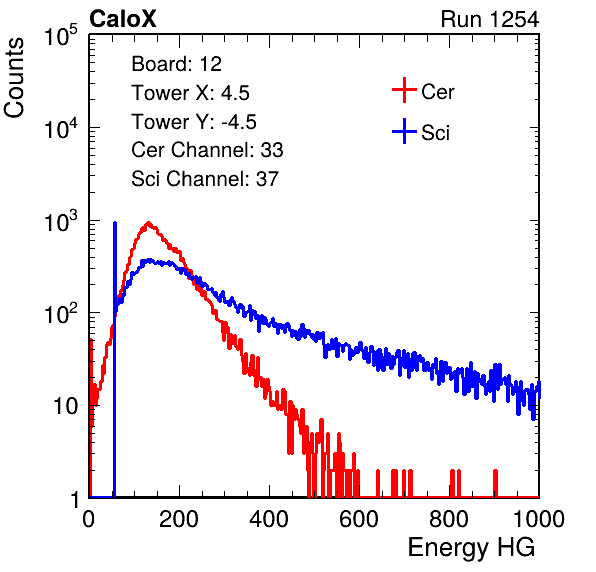 CaloX Run 1254
Counts
Board: 12
Tower X: 4.5
Tower Y: -4.5
Cer Channel: 33
Sci Channel: 37
Cer
Sci
10^5
10^4
10^3
10^2
10
1
0 200 400 600 800 1000
Energy HG